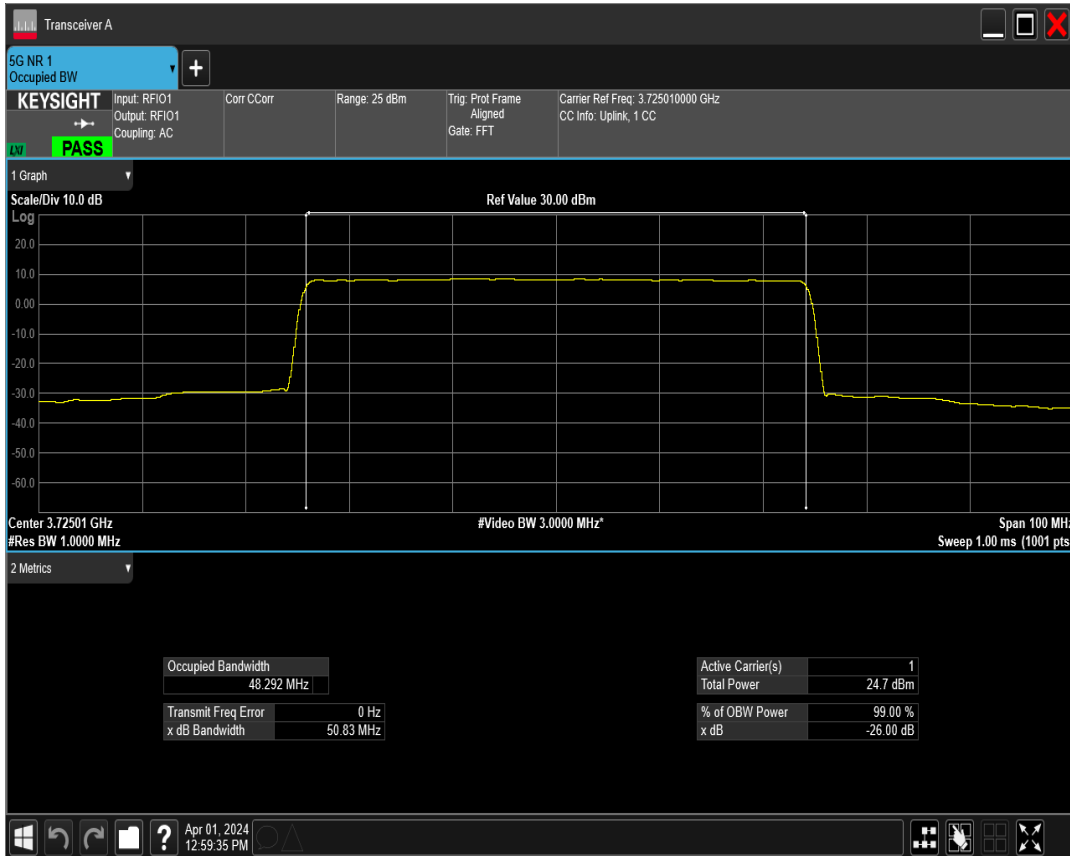 Transceiver A
5G NR 1
Occupied BW
KEYSIGHT
LXI
PASS
Input: RFIO1
Output: RFIO1
Coupling: AC
Corr CCorr
Range: 25 dBm
Trig: Prot Frame
Aligned
Gate: FFT
Carrier Ref Freq: 3.725010000 GHz
CC Info: Uplink, 1 CC
1 Graph
Scale/Div 10.0 dB
Ref Value 30.00 dBm
Log
20.0
10.0
0.00
-10.0
-20.0
-30.0
-40.0
-50.0
-60.0
Center 3.72501 GHz
#Video BW 3.0000 MHz*
Span 100 MHz
#Res BW 1.0000 MHz
Sweep 1.00 ms (1001 pts
2 Metrics
Occupied Bandwidth
48.292 MHz
Transmit Freq Error 0 Hz
x dB Bandwidth 50.83 MHz
Active Carrier(s) 1
Total Power 24.7 dBm
% of OBW Power 99.00 %
x dB -26.00 dB
?
Apr 01, 2024
12:59:35 PM